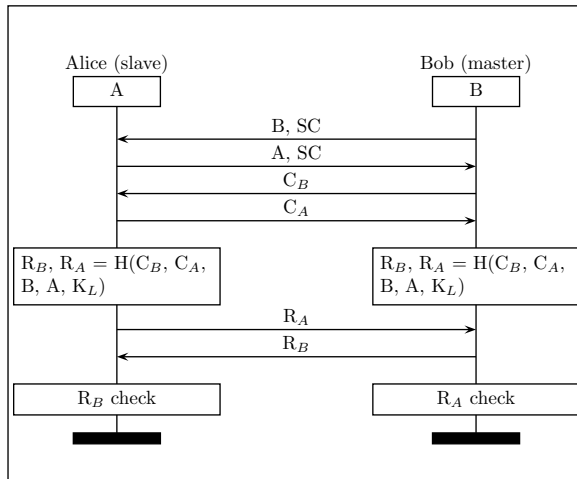 Alice (slave) Bob (master)
A B
B, SC
A, SC
C_B
C_A
R_B, R_A = H(C_B, C_A,
B, A, K_L)
R_B, R_A = H(C_B, C_A,
B, A, K_L)
R_A
R_B
R_B check R_A check